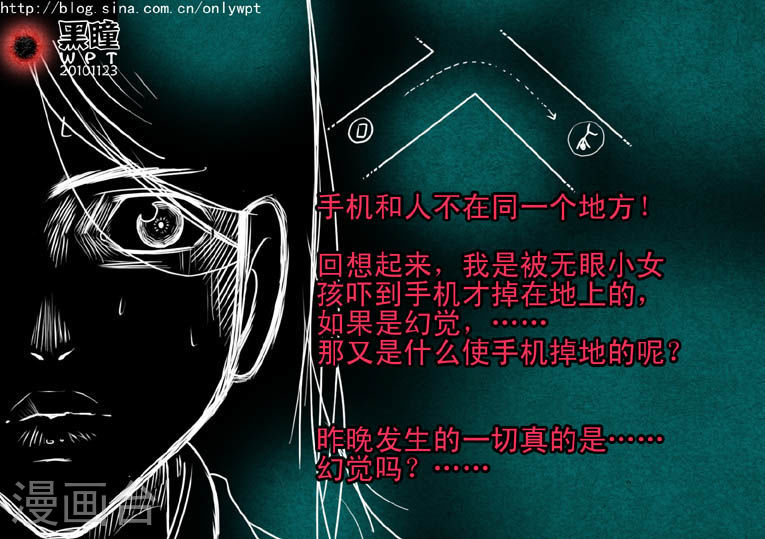 http://blog.sina.com.cn/onlywpt
黑瞳
WPT
20101123
手机和人不在同一个地方！
回想起来，我是被无眼小女
孩吓到手机才掉在地上的，
如果是幻觉，……
那又是什么使手机掉地的呢？
昨晚发生的一切真的是……
幻觉吗？……
漫画台